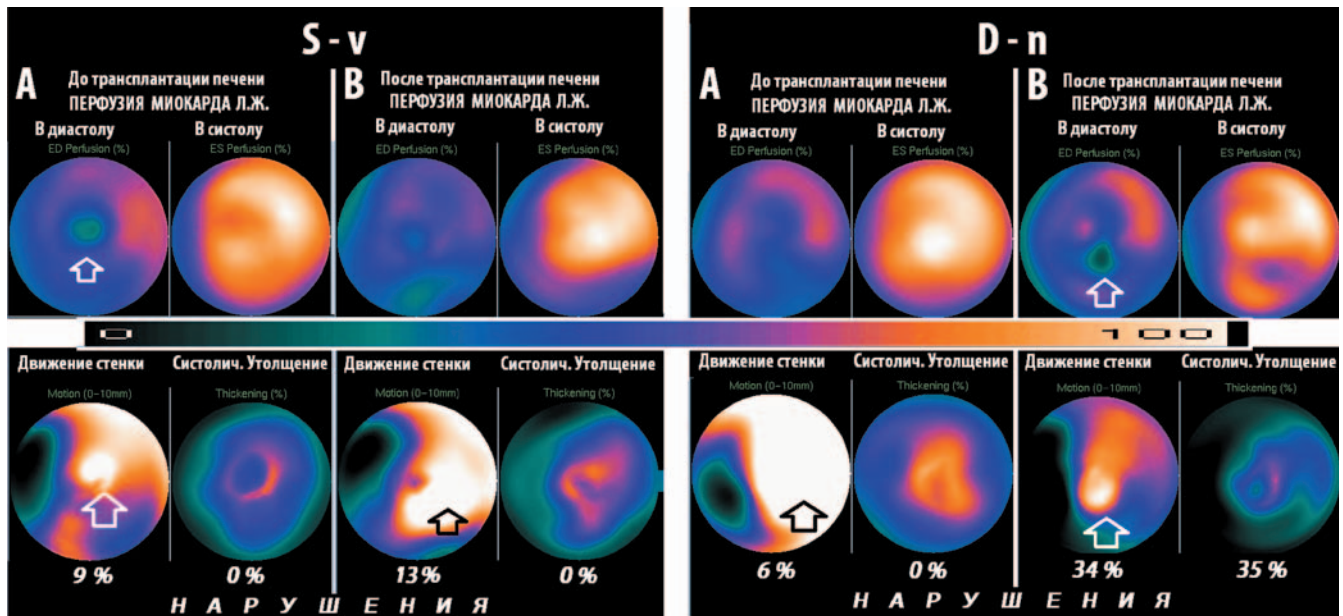 S - v
A
До трансплантации печени
ПЕРФУЗИЯ МИОКАРДА Л.Ж.
В диастолу
В систолу
ED Perfusion (%)
ES Perfusion (%)
B
После трансплантации печени
ПЕРФУЗИЯ МИОКАРДА Л.Ж.
В диастолу
В систолу
ED Perfusion (%)
ES Perfusion (%)
D - n
A
До трансплантации печени
ПЕРФУЗИЯ МИОКАРДА Л.Ж.
В диастолу
В систолу
ED Perfusion (%)
ES Perfusion (%)
B
После трансплантации печени
ПЕРФУЗИЯ МИОКАРДА Л.Ж.
В диастолу
В систолу
ED Perfusion (%)
ES Perfusion (%)
0
100
Движение стенки
Систолич. Утолщение
Motion (0-10mm)
Thickening (%)
9 %
0 %
Движение стенки
Систолич. Утолщение
Motion (0-10mm)
Thickening (%)
13%
0 %
НАРУШЕНИЯ
Движение стенки
Систолич. Утолщение
Motion (0-10mm)
Thickening (%)
6 %
0 %
Движение стенки
Систолич. Утолщение
Motion (0-10mm)
Thickening (%)
34 %
35%
НАРУШЕНИЯ